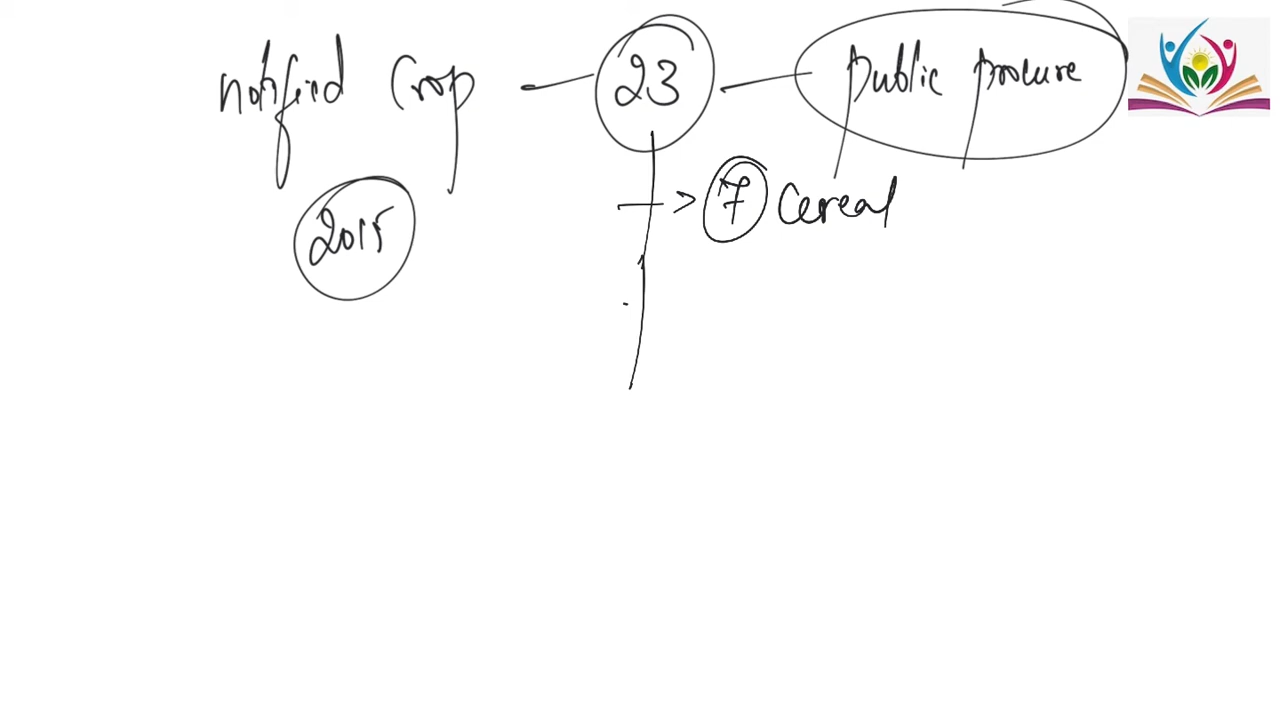 notified Crop — 23 — public procure
2015
> 7 Cereal